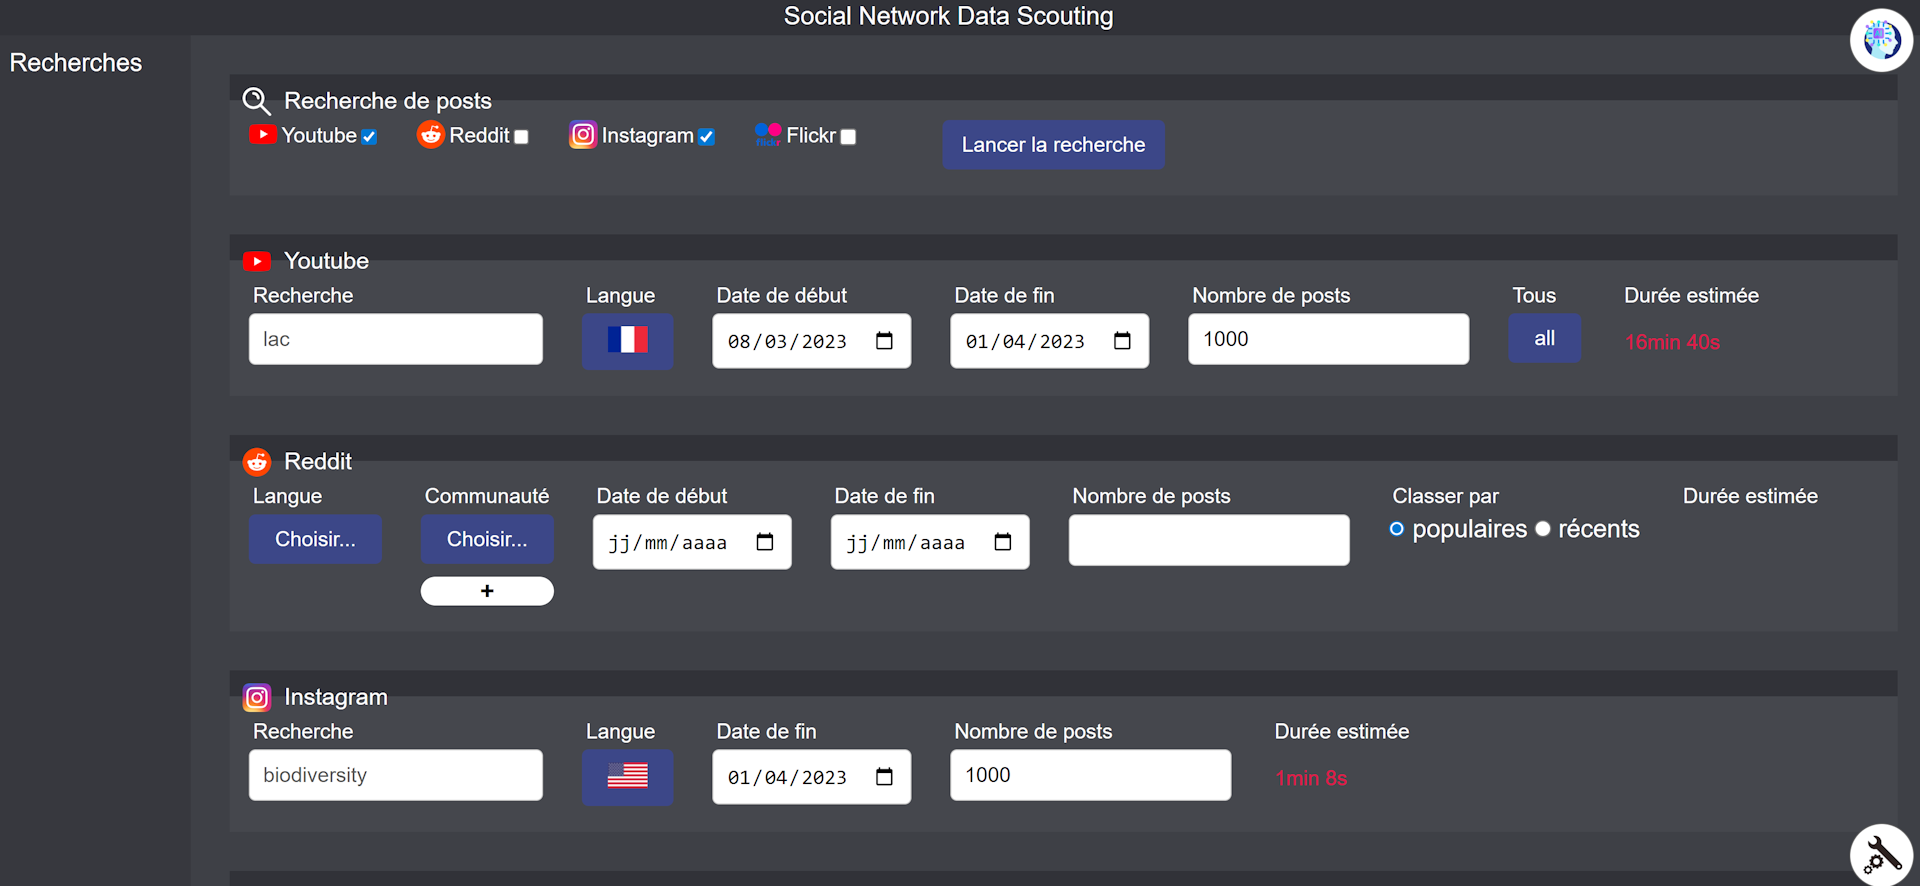 Social Network Data Scouting
Recherches
Recherche de posts
Youtube Reddit Instagram flickr Flickr Lancer la recherche
Youtube
Recherche Langue Date de début Date de fin Nombre de posts Tous Durée estimée
lac 08/03/2023 01/04/2023 1000 all 16min 40s
Reddit
Langue Communauté Date de début Date de fin Nombre de posts Classer par Durée estimée
Choisir... Choisir... jj/mm/aaaa jj/mm/aaaa populaires récents
+
Instagram
Recherche Langue Date de fin Nombre de posts Durée estimée
biodiversity 01/04/2023 1000 1min 8s